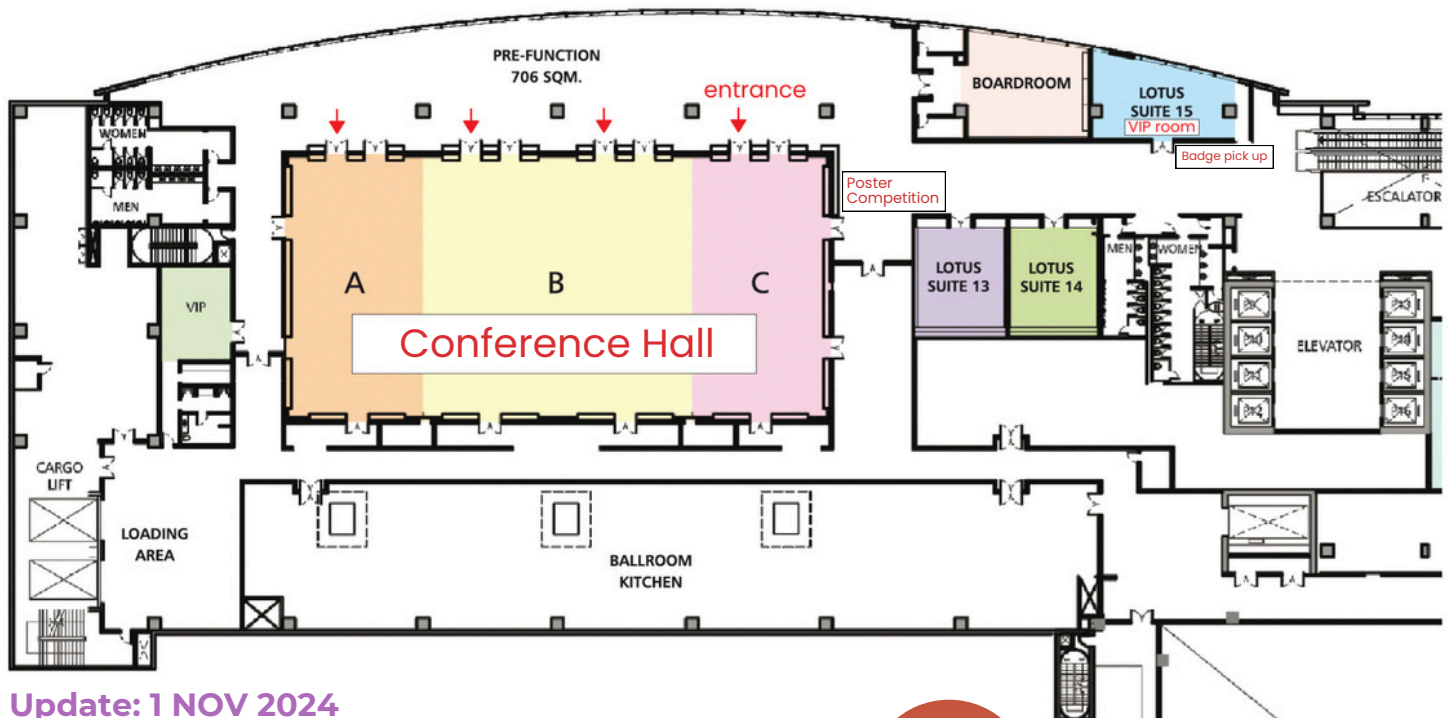 PRE-FUNCTION
706 SQM.
entrance
BOARDROOM
LOTUS
SUITE 15
VIP room
Badge pick up
WOMEN
MEN
Poster
Competition
ESCALATOR
A
B
C
VIP
LOTUS
SUITE 13
LOTUS
SUITE 14
MEN
WOMEN
ELEVATOR
Conference Hall
CARGO
LIFT
LOADING
AREA
BALLROOM
KITCHEN
Update: 1 NOV 2024